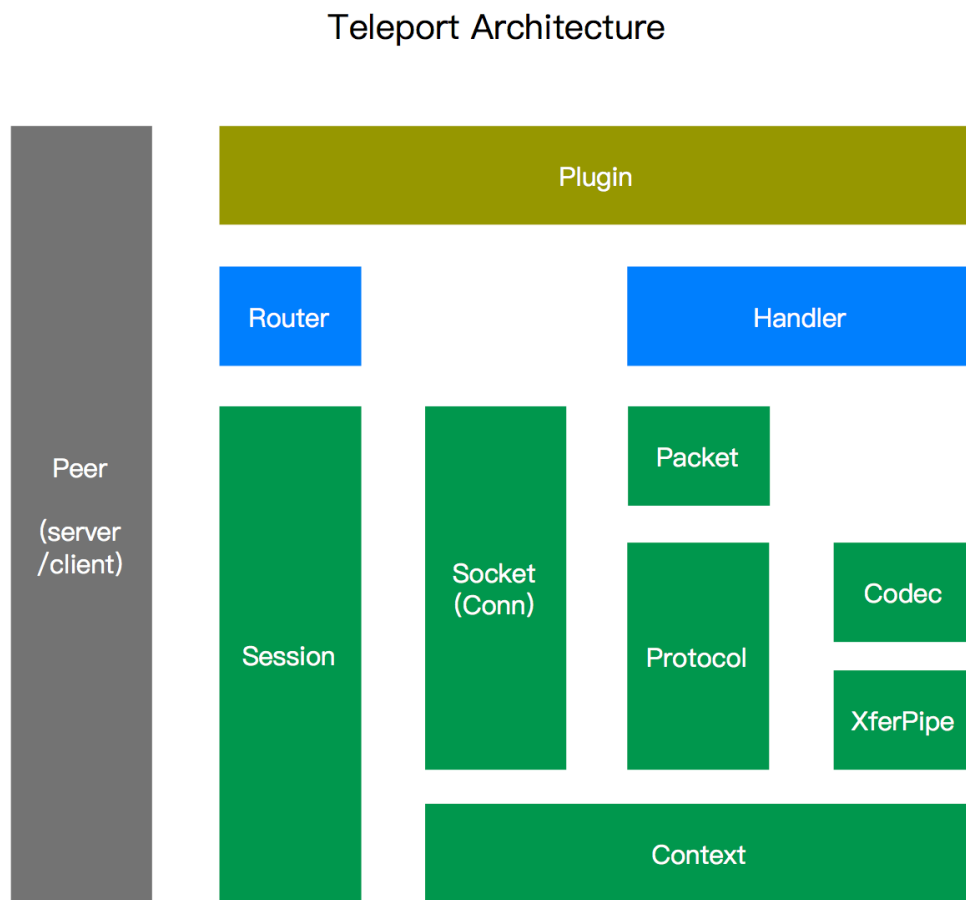 Teleport Architecture
Plugin
Router
Handler
Peer
(server
/client)
Session
Socket
(Conn)
Packet
Protocol
Codec
XferPipe
Context